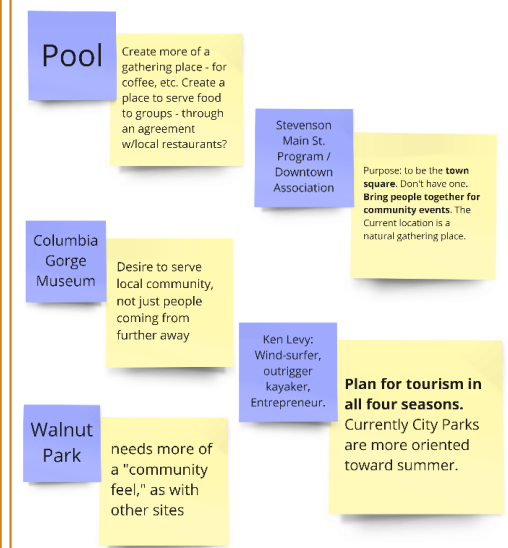 Pool
Create more of a
gathering place - for
coffee, etc. Create a
place to serve food
to groups - through
an agreement
w/local restaurants?
Stevenson
Main St.
Program /
Downtown
Association
Purpose: to be the town
square. Don't have one.
Bring people together for
community events. The
Current location is a
natural gathering place.
Columbia
Gorge
Museum
Desire to serve
local community,
not just people
coming from
further away
Ken Levy:
Wind-surfer,
outrigger
kayaker,
Entrepreneur.
Plan for tourism in
all four seasons.
Currently City Parks
are more oriented
toward summer.
Walnut
Park
needs more of
a "community
feel," as with
other sites